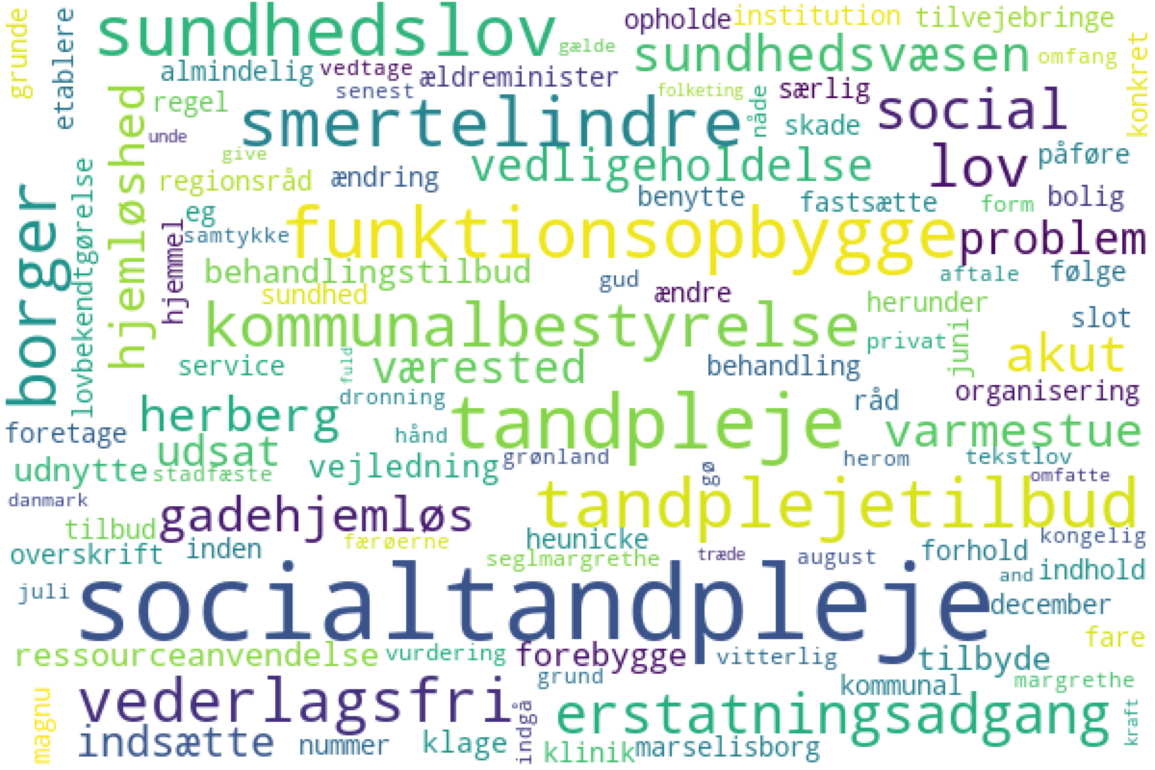 grunde
etablere
sundhedslov
gælde
opholde
institution
tilvejebringe
sundhedsvæsen
omfang
konkret
almindelig
vedtage
ældreminister
senest
folketing
særlig
social
regel
unde
smertelindre
nåde
skade
hjemløshed
give
vedligeholdelse
lov
påføre
regionsråd
ændring
benytte
fastsætte
form
bolig
borger
lovbekendtgørelse
eg
samtykke
hjemmel
funktionsopbygge
problem
behandlingstilbud
gud
aftale
følge
sundhed
ændre
herunder
kommunalbestyrelse
slot
privat
juni
akut
service
fuld
værested
behandling
organisering
dronning
herberg
tandpleje
råd
varmestue
foretage
hånd
udsat
udnytte
stadfæste
vejledning
grønland
gø
herom
tekstlov
omfatte
danmark
tandplejetilbud
gadehjemløs
tilbud
færøerne
heunicke
kongelig
overskrift
inden
seglmargrethe
træde
august
forhold
and
indhold
juli
socialtandpleje
december
fare
ressourceanvendelse
vurdering
forebygge
vitterlig
tilbyde
grund
kommunal
margrethe
magnu
vederlagsfri
indgå
erstatningsadgang
kraft
indsætte
nummer
klage
klinik
marselisborg